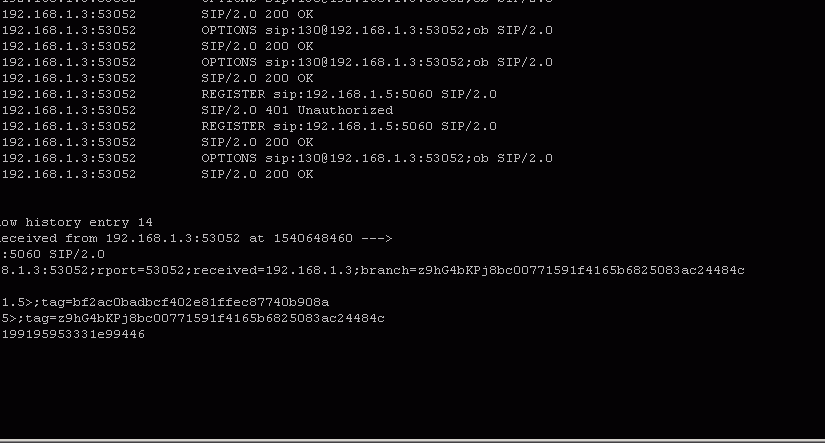 192.168.1.3:53052 SIP/2.0 200 OK
192.168.1.3:53052 OPTIONS sip:130@192.168.1.3:53052;ob SIP/2.0
192.168.1.3:53052 SIP/2.0 200 OK
192.168.1.3:53052 OPTIONS sip:130@192.168.1.3:53052;ob SIP/2.0
192.168.1.3:53052 SIP/2.0 200 OK
192.168.1.3:53052 REGISTER sip:192.168.1.5:5060 SIP/2.0
192.168.1.3:53052 SIP/2.0 401 Unauthorized
192.168.1.3:53052 REGISTER sip:192.168.1.5:5060 SIP/2.0
192.168.1.3:53052 SIP/2.0 200 OK
192.168.1.3:53052 OPTIONS sip:130@192.168.1.3:53052;ob SIP/2.0
192.168.1.3:53052 SIP/2.0 200 OK
ow history entry 14
eceived from 192.168.1.3:53052 at 1540648460 --->
:5060 SIP/2.0
8.1.3:53052;rport=53052;received=192.168.1.3;branch=z9hG4bKPj8bc00771591f4165b6825083ac24484c
1.5>;tag=bf2ac0badbcf402e81ffec87740b908a
5>;tag=z9hG4bKPj8bc00771591f4165b6825083ac24484c
199195953331e99446